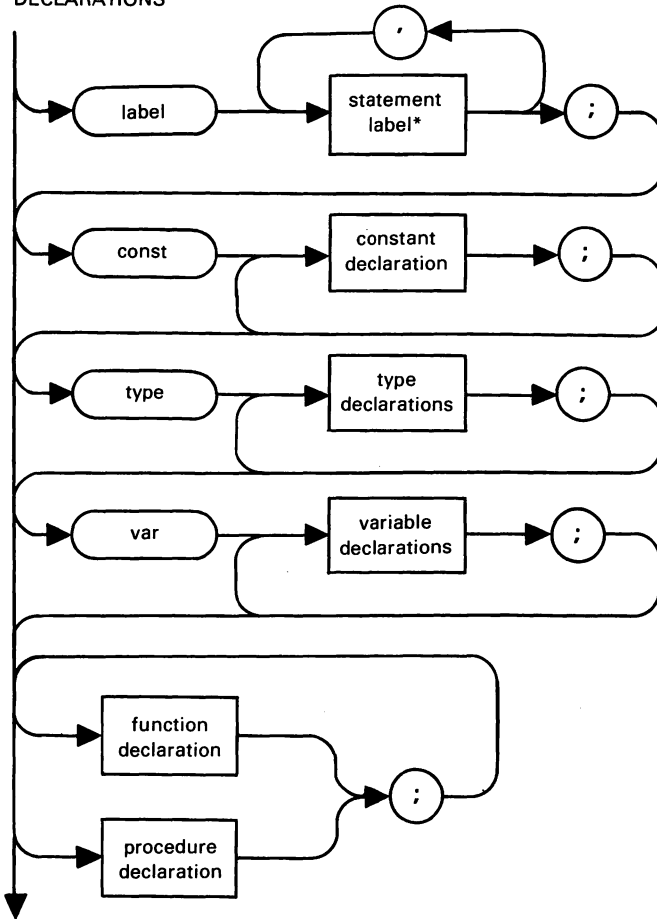 DECLARATIONS
,
label
statement
label*
;
const
constant
declaration
;
type
type
declarations
;
var
variable
declarations
;
function
declaration
;
procedure
declaration